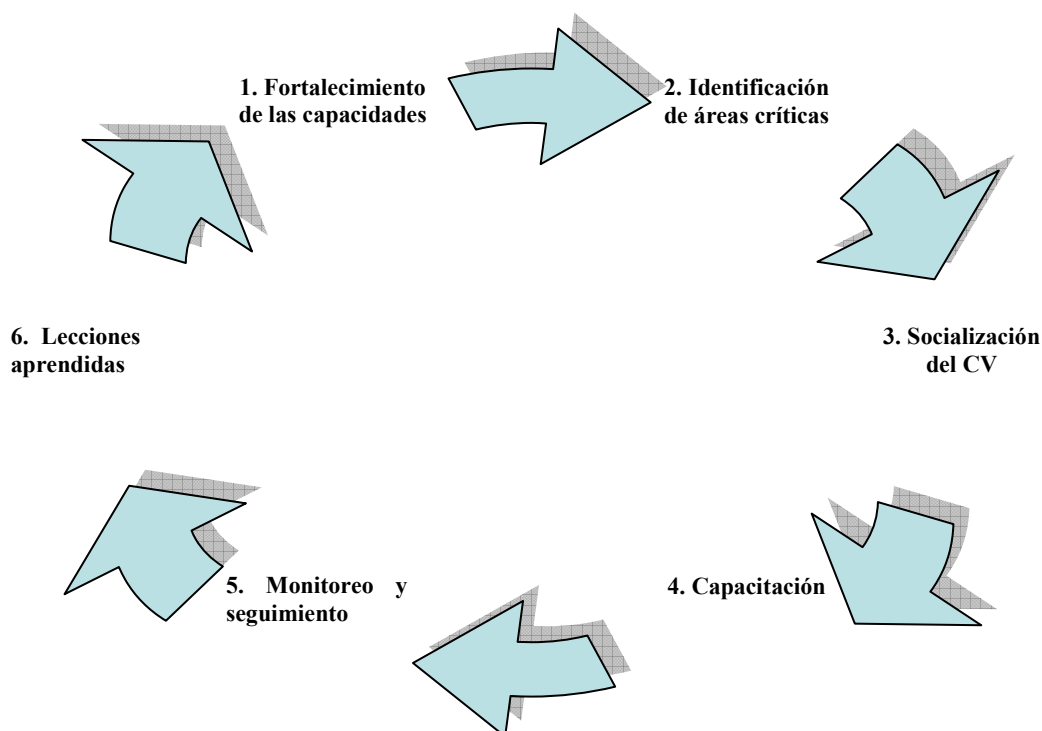 1. Fortalecimiento
de las capacidades
2. Identificación
de áreas críticas
3. Socialización
del CV
4. Capacitación
5. Monitoreo y
seguimiento
6. Lecciones
aprendidas